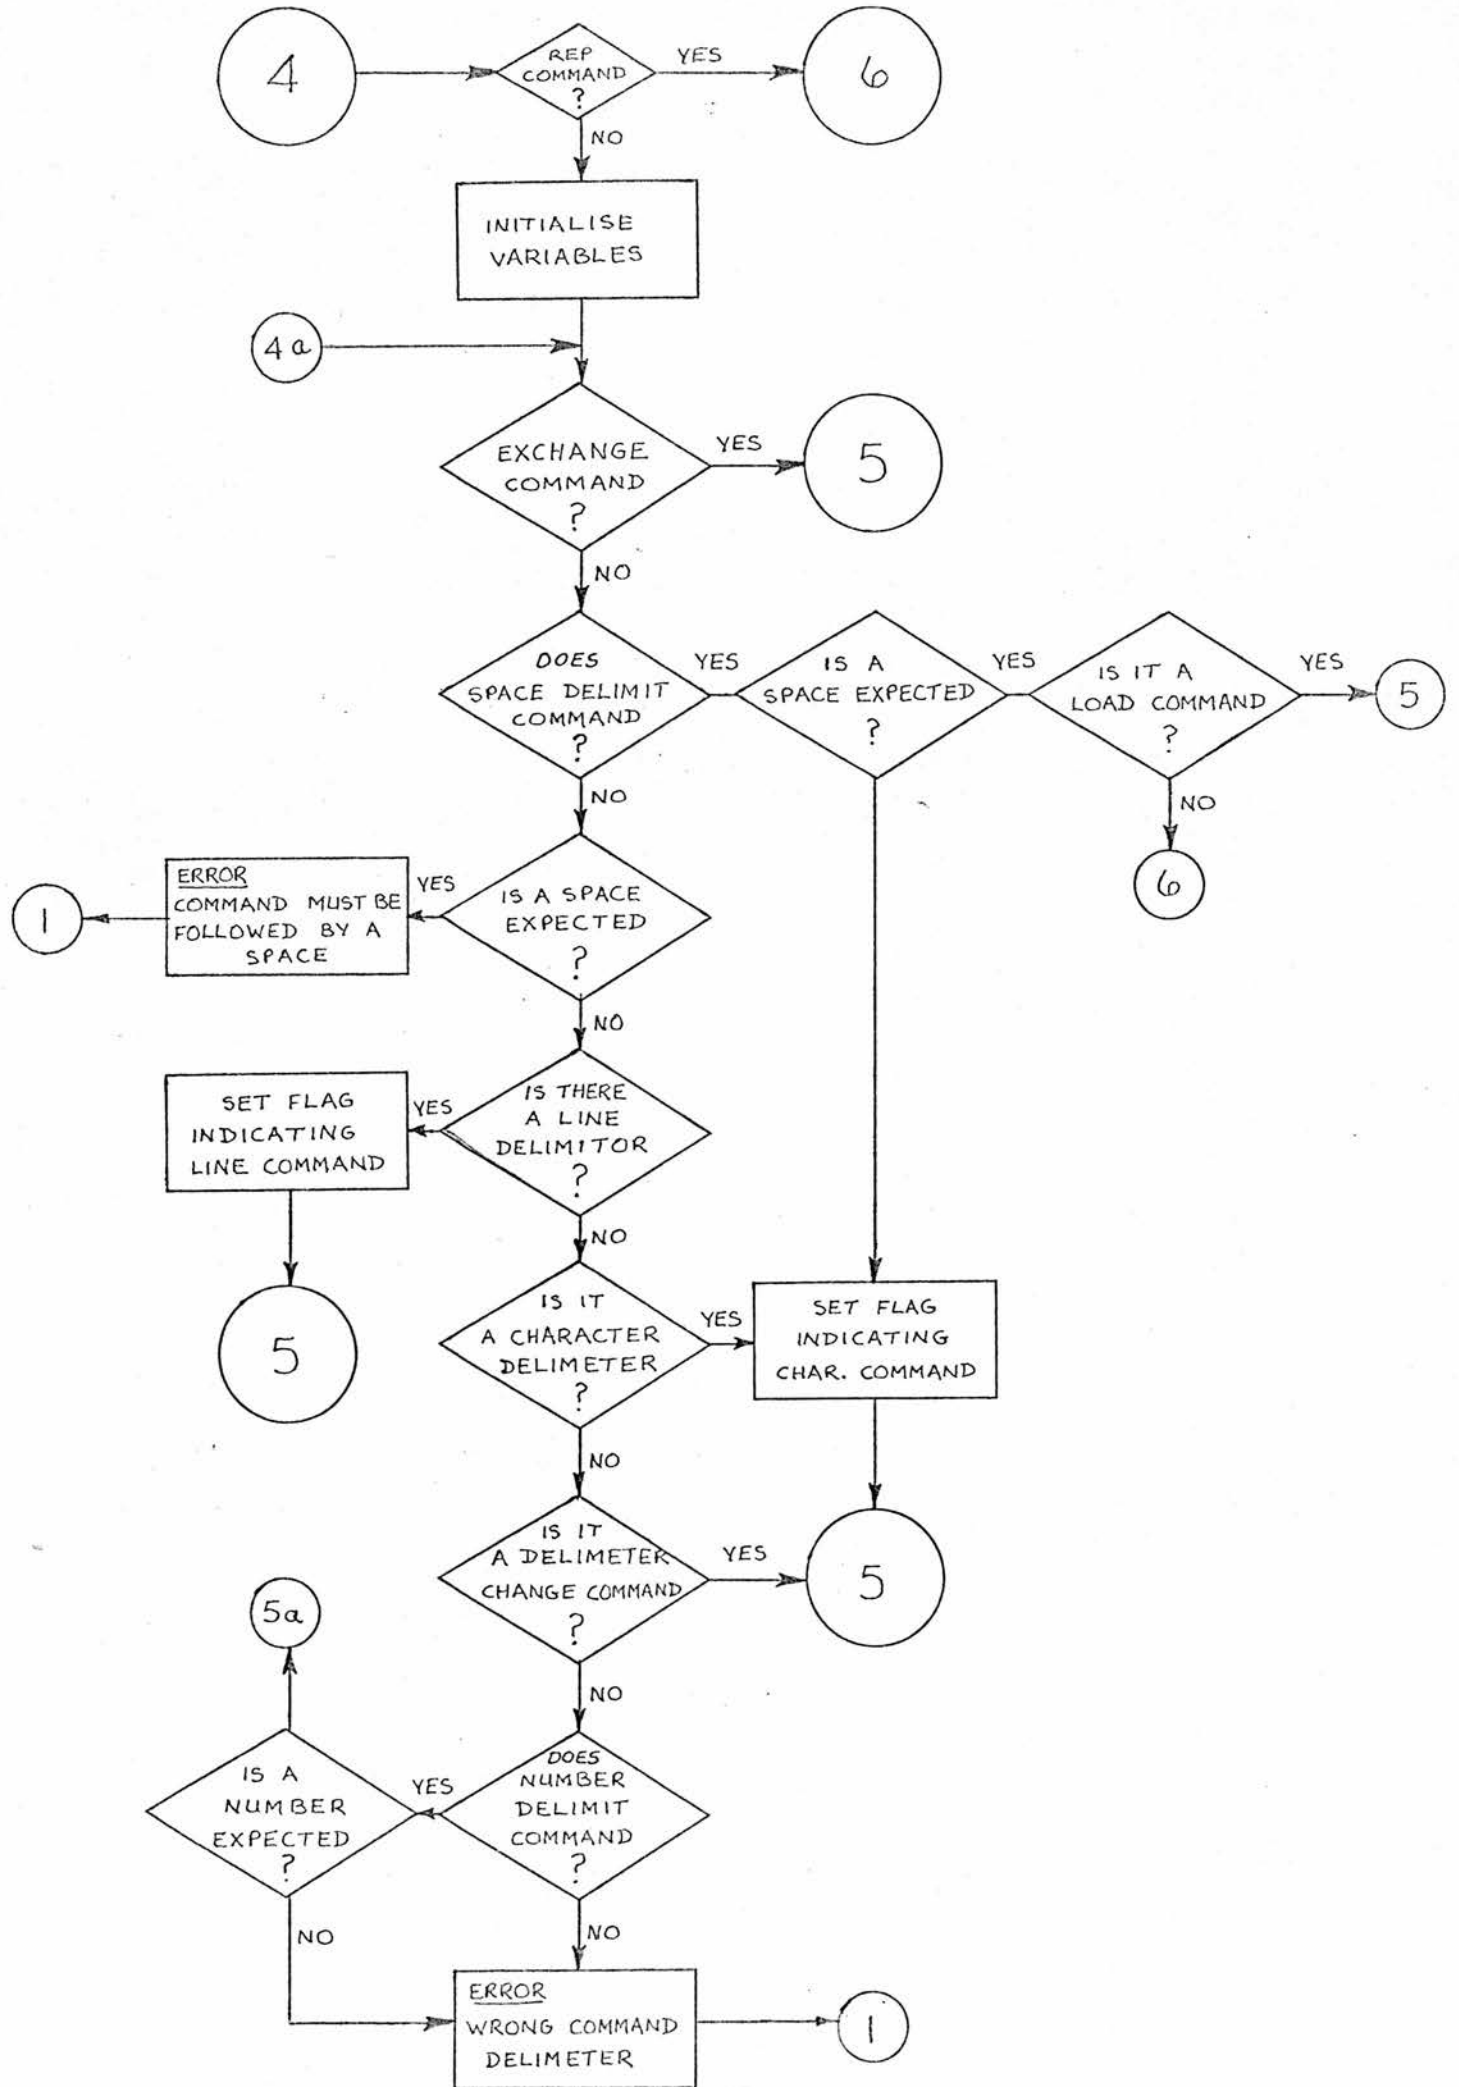 4
REP
COMMAND
?
YES
6
NO
INITIALISE
VARIABLES
4a
EXCHANGE
COMMAND
?
YES
5
NO
DOES
SPACE DELIMIT
COMMAND
?
YES
IS A
SPACE EXPECTED
?
YES
IS IT A
LOAD COMMAND
?
YES
5
NO
NO
6
ERROR
COMMAND MUST BE
FOLLOWED BY A
SPACE
1
YES
IS A SPACE
EXPECTED
?
NO
SET FLAG
INDICATING
LINE COMMAND
YES
IS THERE
A LINE
DELIMITOR
?
NO
5
IS IT
A CHARACTER
DELIMETER
?
YES
SET FLAG
INDICATING
CHAR. COMMAND
NO
IS IT
A DELIMETER
CHANGE COMMAND
?
YES
5
5a
NO
IS A
NUMBER
EXPECTED
?
YES
DOES
NUMBER
DELIMIT
COMMAND
?
NO
NO
ERROR
WRONG COMMAND
DELIMETER
1